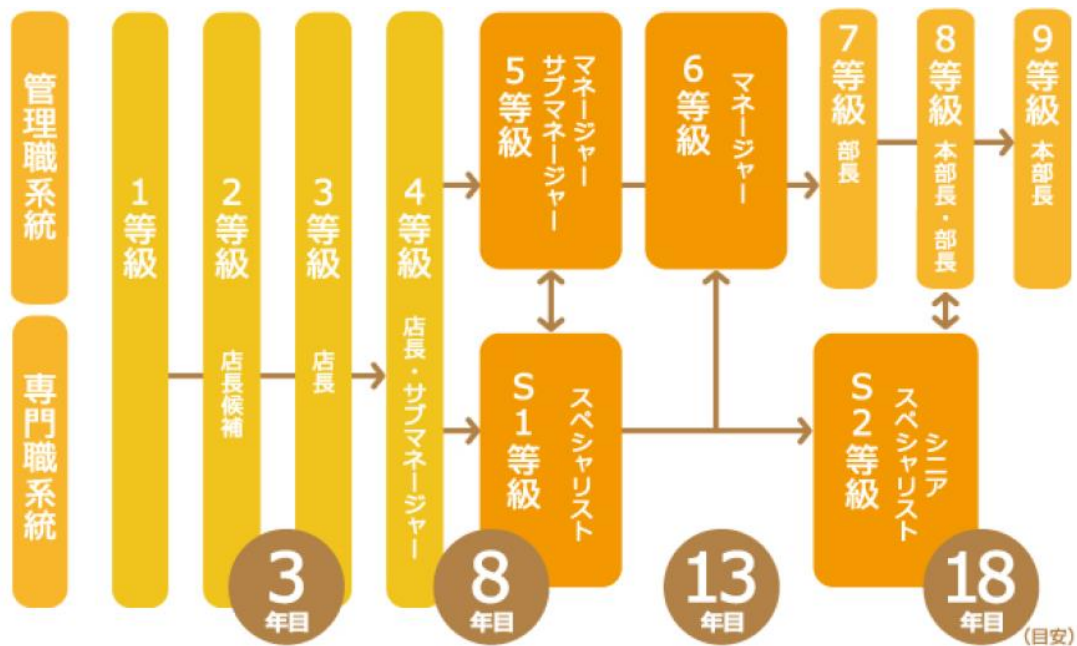 管理職系統
専門職系統
1等級
2等級
店長候補
3等級
店長
4等級
店長・サブマネージャー
5等級
マネージャー
サブマネージャー
6等級
マネージャー
7等級
部長
8等級
本部長・部長
9等級
本部長
S1等級
スペシャリスト
S2等級
シニア
スペシャリスト
3
年目
8
年目
13
年目
18
年目
(目安)